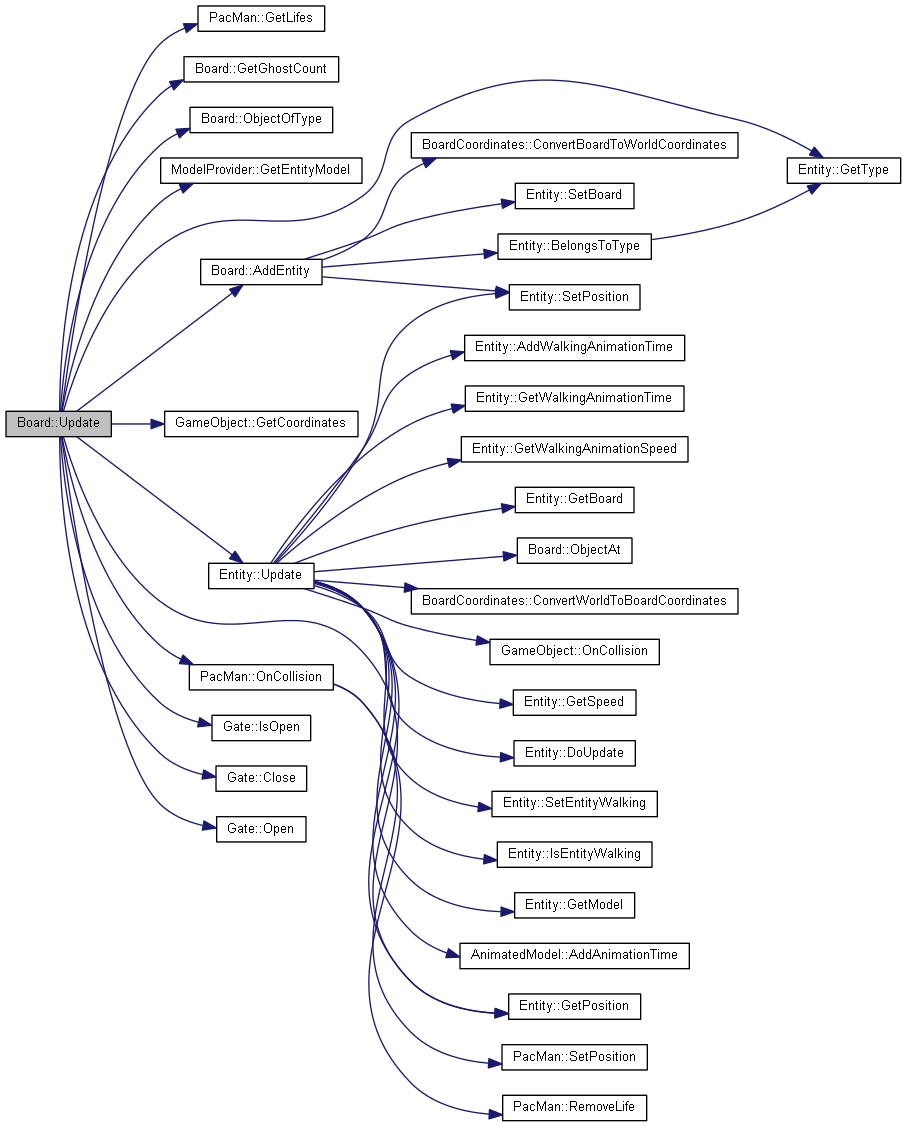 PacMan::GetLifes
Board::GetGhostCount
Board::ObjectOfType
BoardCoordinates::ConvertBoardToWorldCoordinates
ModelProvider::GetEntityModel
Entity::GetType
Entity::SetBoard
Entity::BelongsToType
Board::AddEntity
Entity::SetPosition
Entity::AddWalkingAnimationTime
Entity::GetWalkingAnimationTime
Board::Update
GameObject::GetCoordinates
Entity::GetWalkingAnimationSpeed
Entity::GetBoard
Board::ObjectAt
Entity::Update
BoardCoordinates::ConvertWorldToBoardCoordinates
GameObject::OnCollision
PacMan::OnCollision
Entity::GetSpeed
Gate::IsOpen
Entity::DoUpdate
Gate::Close
Entity::SetEntityWalking
Gate::Open
Entity::IsEntityWalking
Entity::GetModel
AnimatedModel::AddAnimationTime
Entity::GetPosition
PacMan::SetPosition
PacMan::RemoveLife